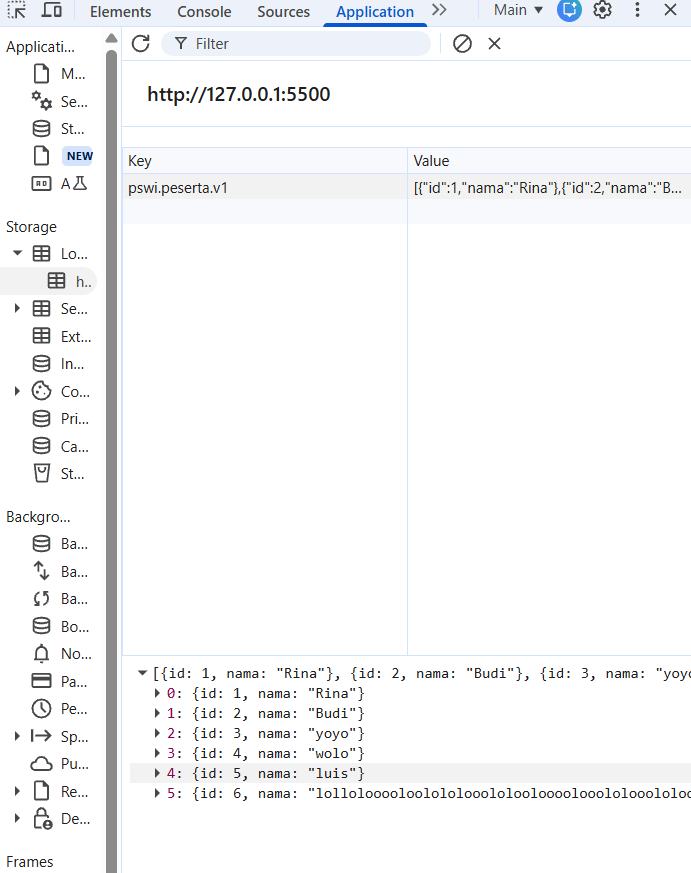 Elements Console Sources Application Main
Applicati... Filter
M...
Se...
St...
NEW
A
http://127.0.0.1:5500
Key Value
pswi.peserta.v1 [{"id":1,"nama":"Rina"},{"id":2,"nama":"B...
Storage
Lo...
h..
Se...
Ext...
In...
Co...
Pri...
Ca...
St...
Backgro...
Ba...
Ba...
Ba...
Bo...
No...
Pa...
Pe...
Sp...
Pu...
Re...
De...
Frames
[{id: 1, nama: "Rina"}, {id: 2, nama: "Budi"}, {id: 3, nama: "yoyo
0: {id: 1, nama: "Rina"}
1: {id: 2, nama: "Budi"}
2: {id: 3, nama: "yoyo"}
3: {id: 4, nama: "wolo"}
4: {id: 5, nama: "luis"}
5: {id: 6, nama: